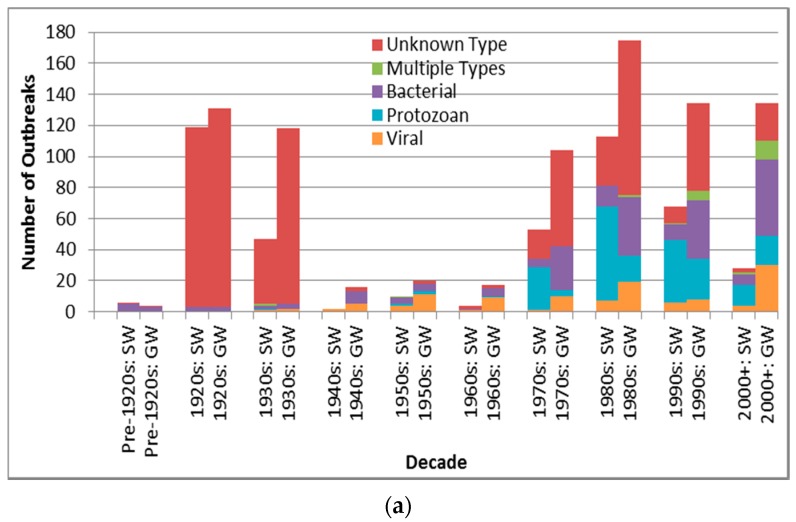 180
160
140
120
100
80
60
40
20
0
Number of Outbreaks
Unknown Type
Multiple Types
Bacterial
Protozoan
Viral
Pre-1920s: SW
Pre-1920s: GW
1920s: SW
1920s: GW
1930s: SW
1930s: GW
1940s: SW
1940s: GW
1950s: SW
1950s: GW
1960s: SW
1960s: GW
1970s: SW
1970s: GW
1980s: SW
1980s: GW
1990s: SW
1990s: GW
2000+: SW
2000+: GW
Decade
(a)